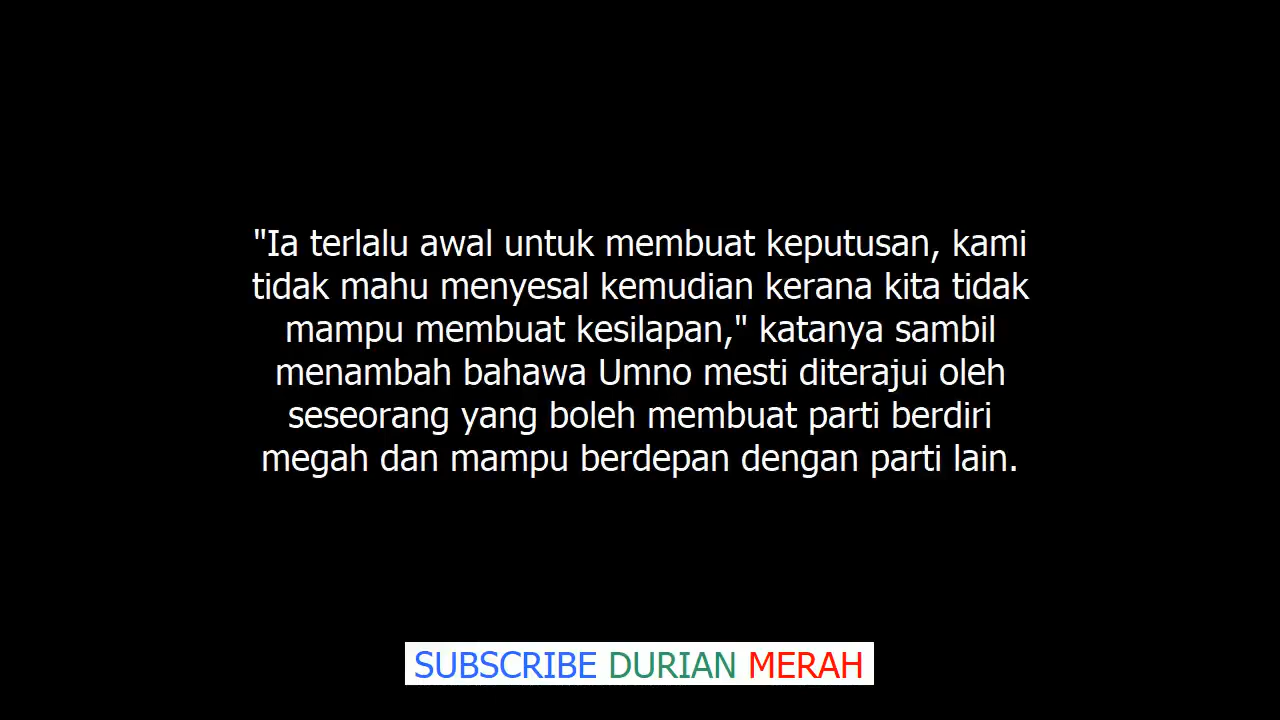 "Ia terlalu awal untuk membuat keputusan, kami
tidak mahu menyesal kemudian kerana kita tidak
mampu membuat kesilapan," katanya sambil
menambah bahawa Umno mesti diterajui oleh
seseorang yang boleh membuat parti berdiri
megah dan mampu berdepan dengan parti lain.
SUBSCRIBE DURIAN MERAH